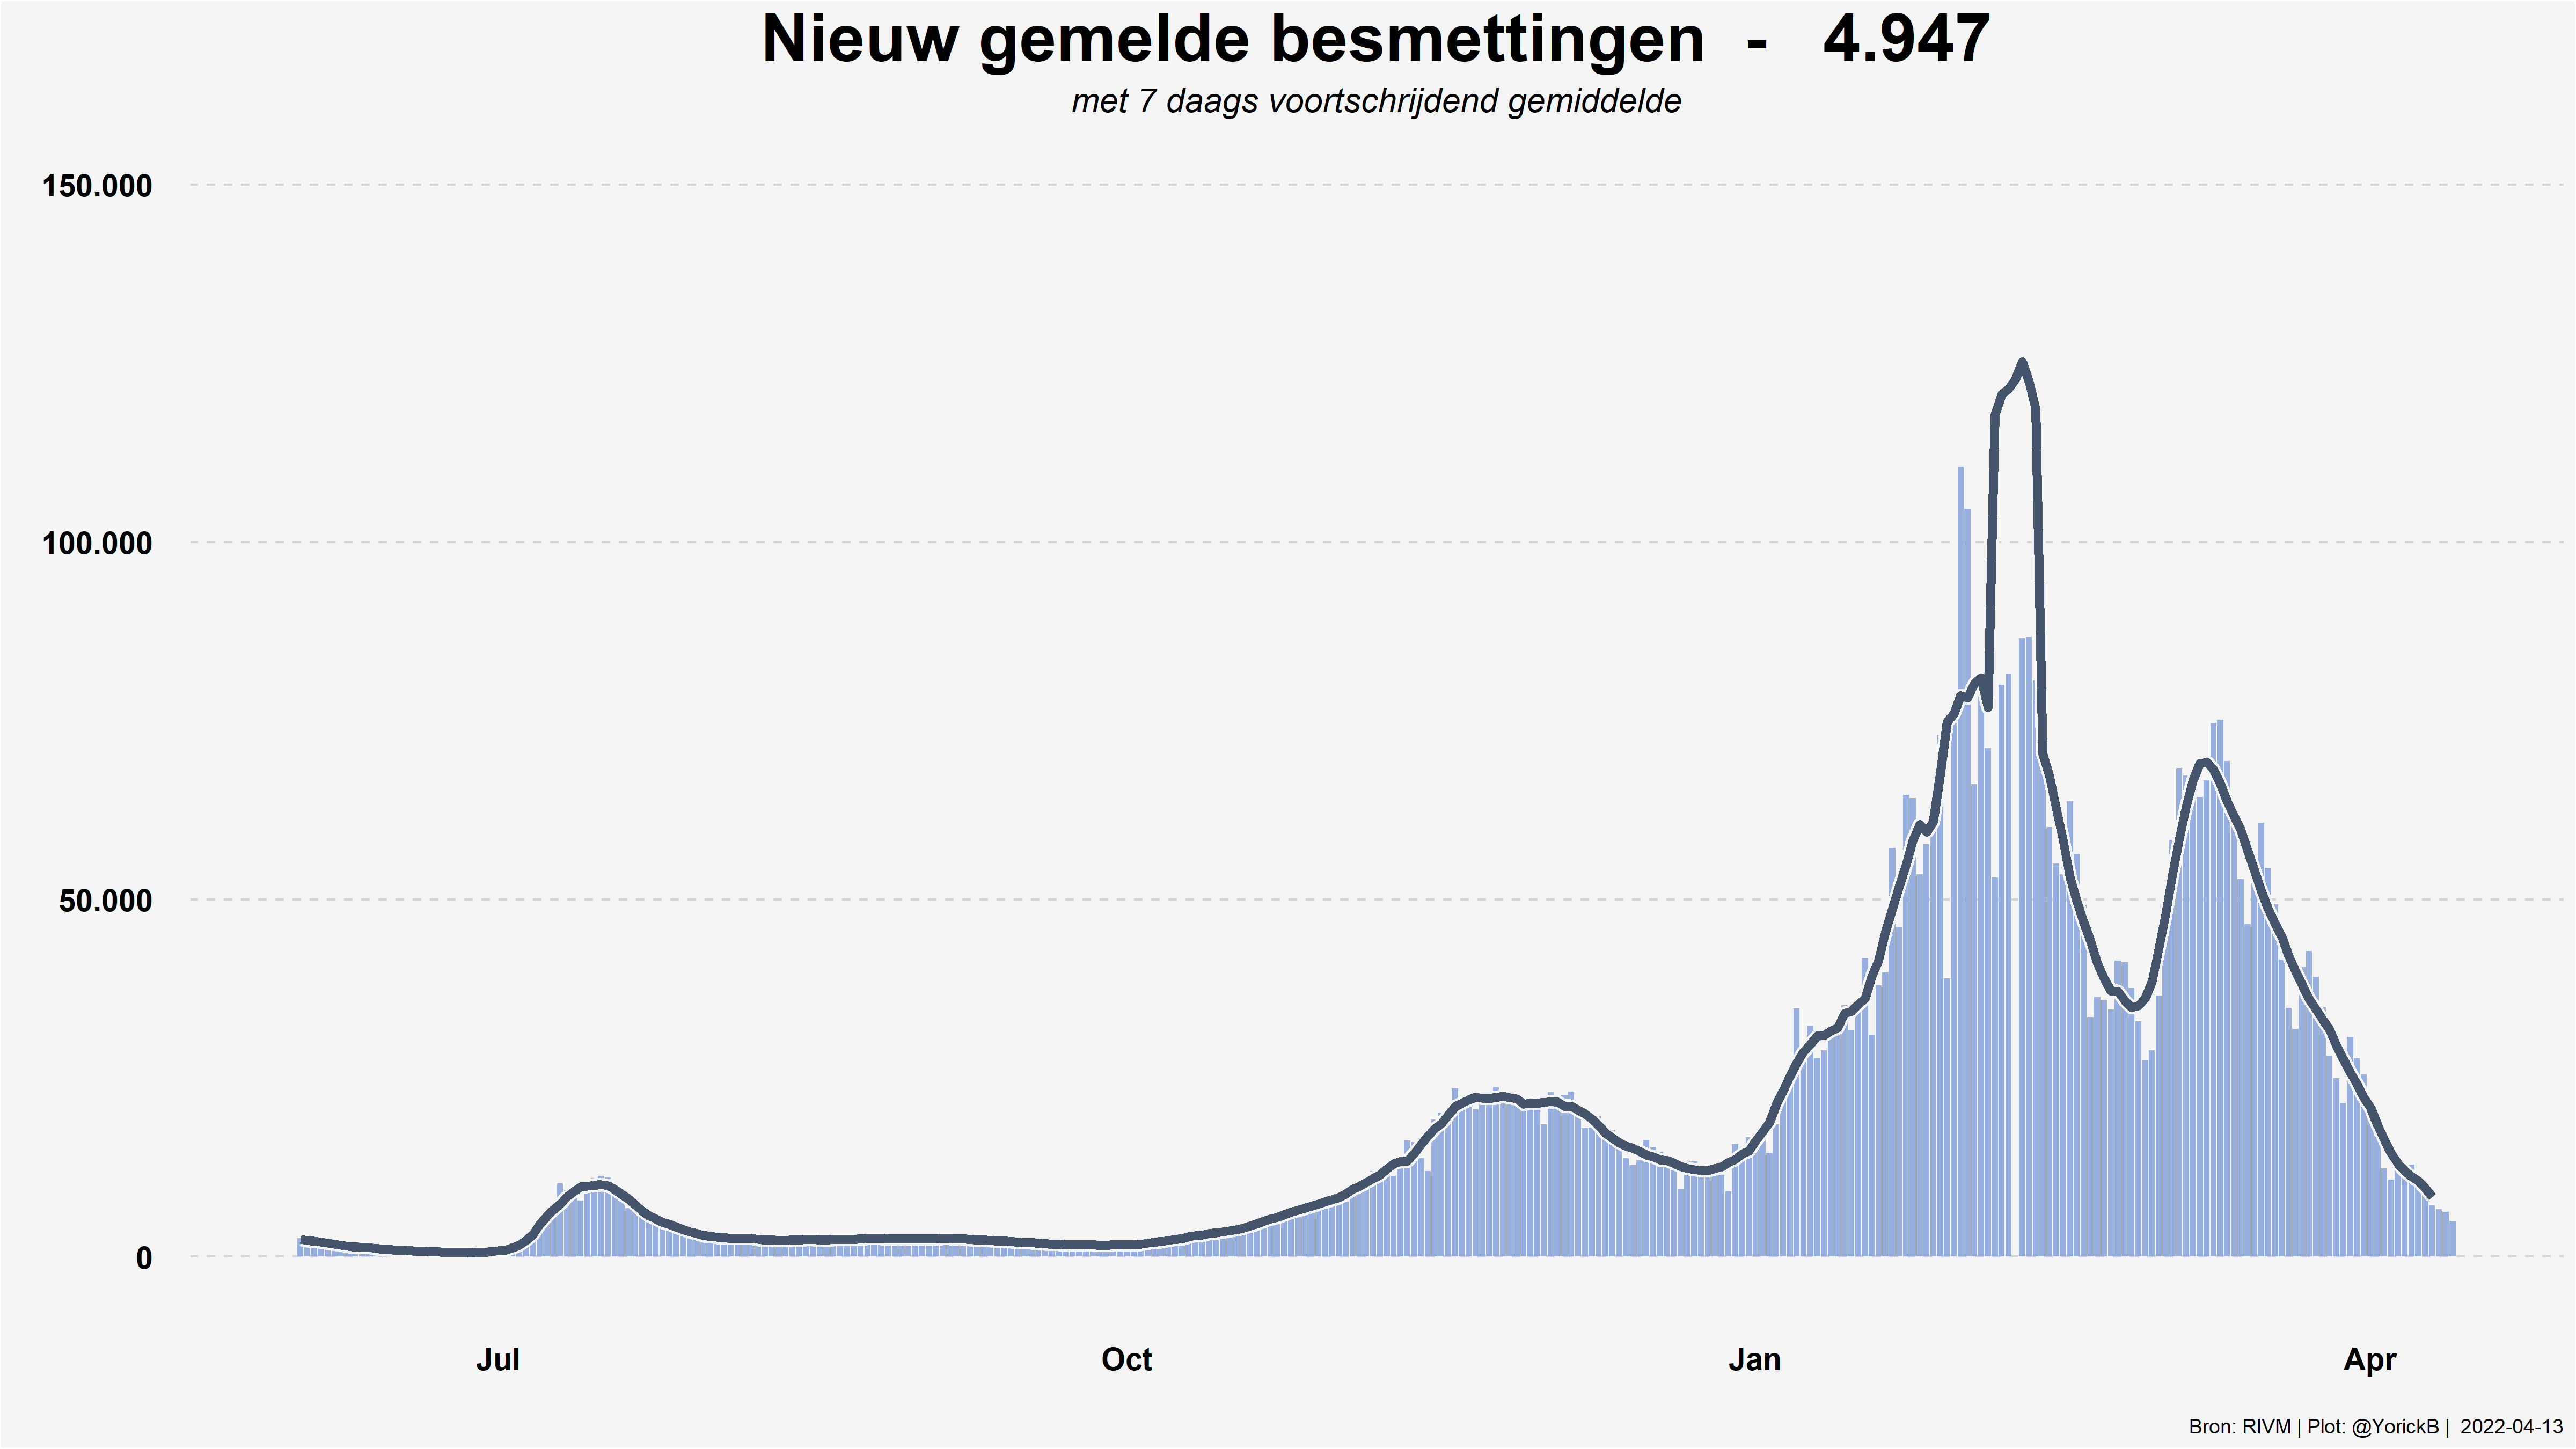 Nieuw gemelde besmettingen - 4.947
met 7 daags voortschrijdend gemiddelde
150.000
100.000
50.000
0
Jul Oct Jan Apr
Bron: RIVM | Plot: @YorickB | 2022-04-13